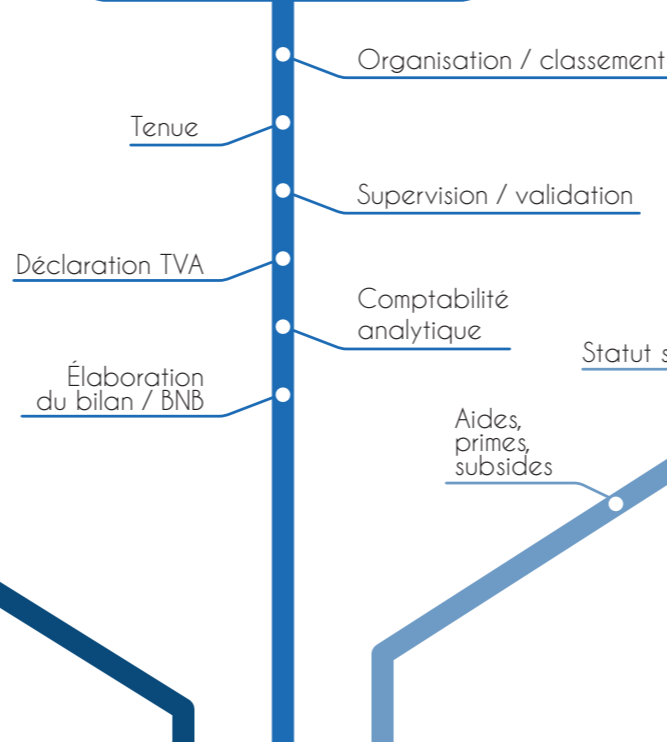 Organisation / classement
Tenue
Supervision / validation
Déclaration TVA
Comptabilité
analytique
Statut
Élaboration
du bilan / BNB
Aides,
primes,
subsides